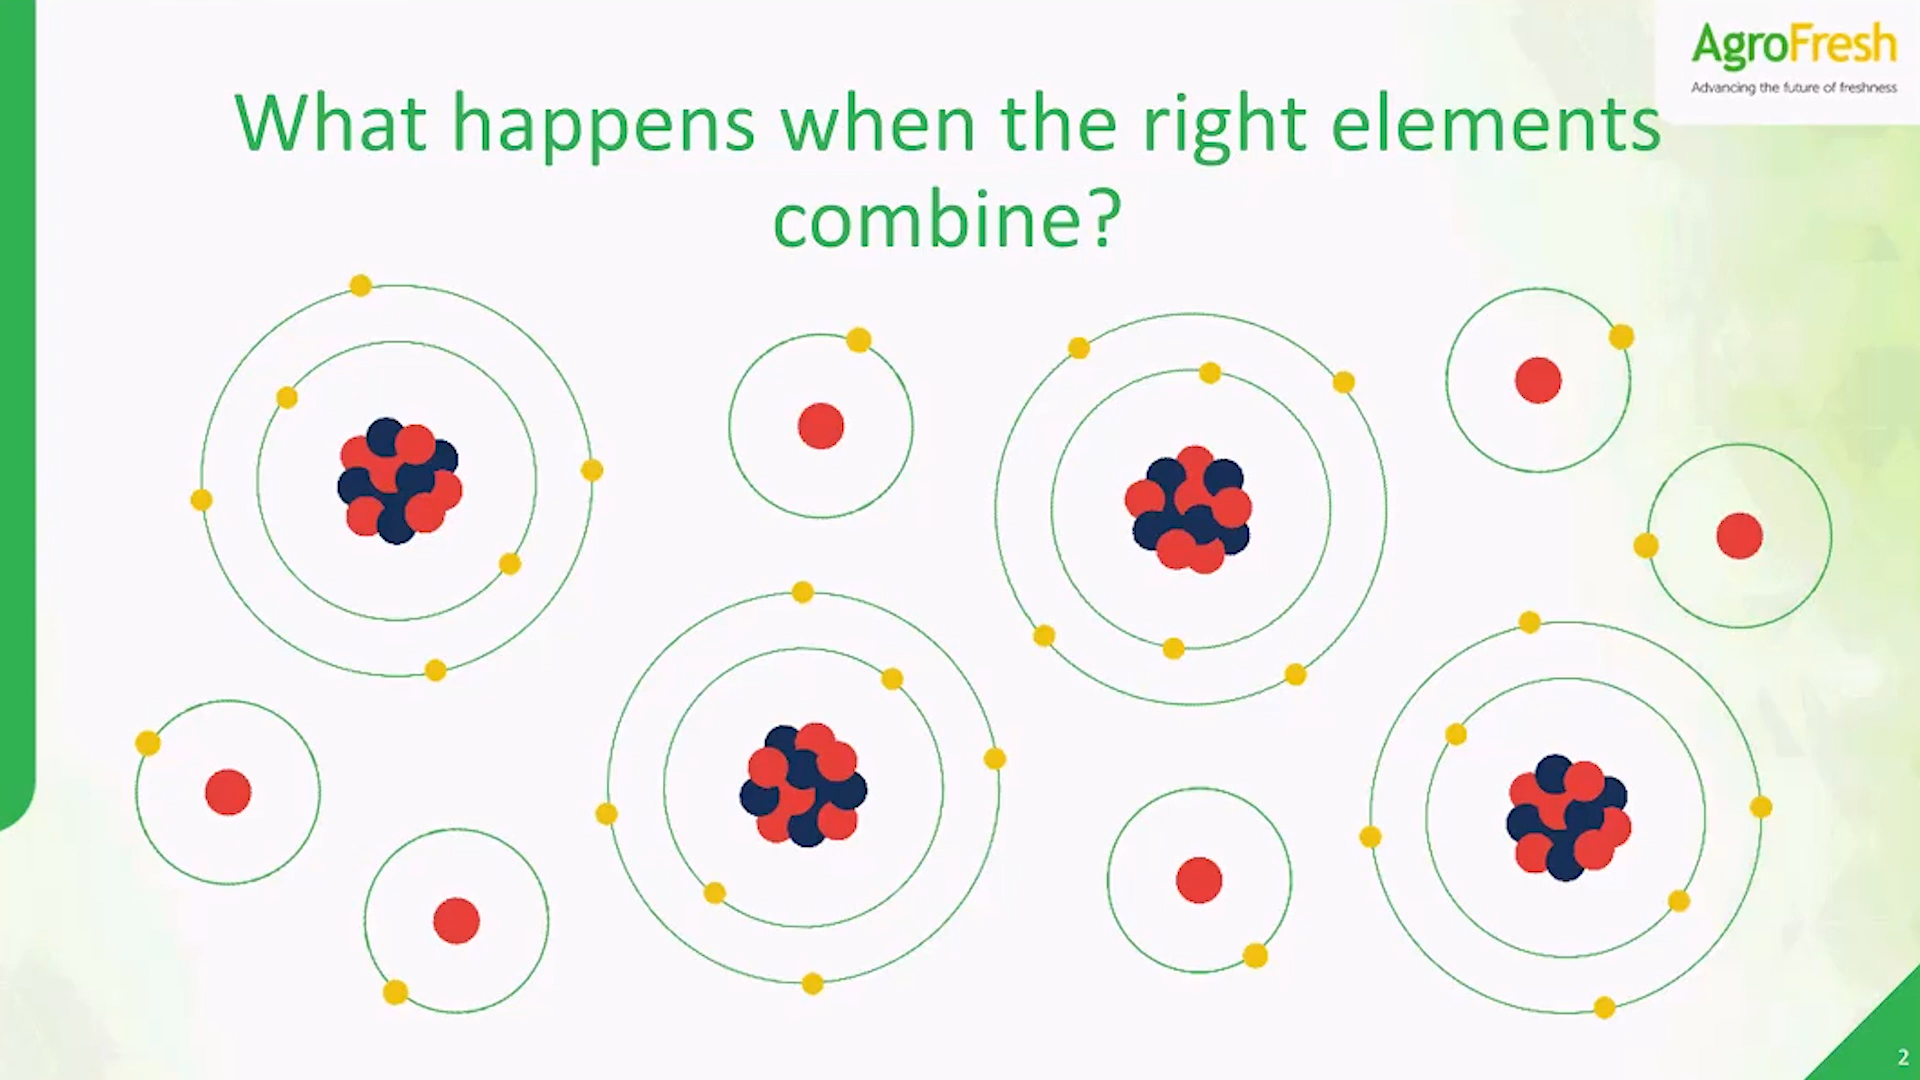 AgroFresh
Advancing the future of freshness
What happens when the right elements
combine?
2